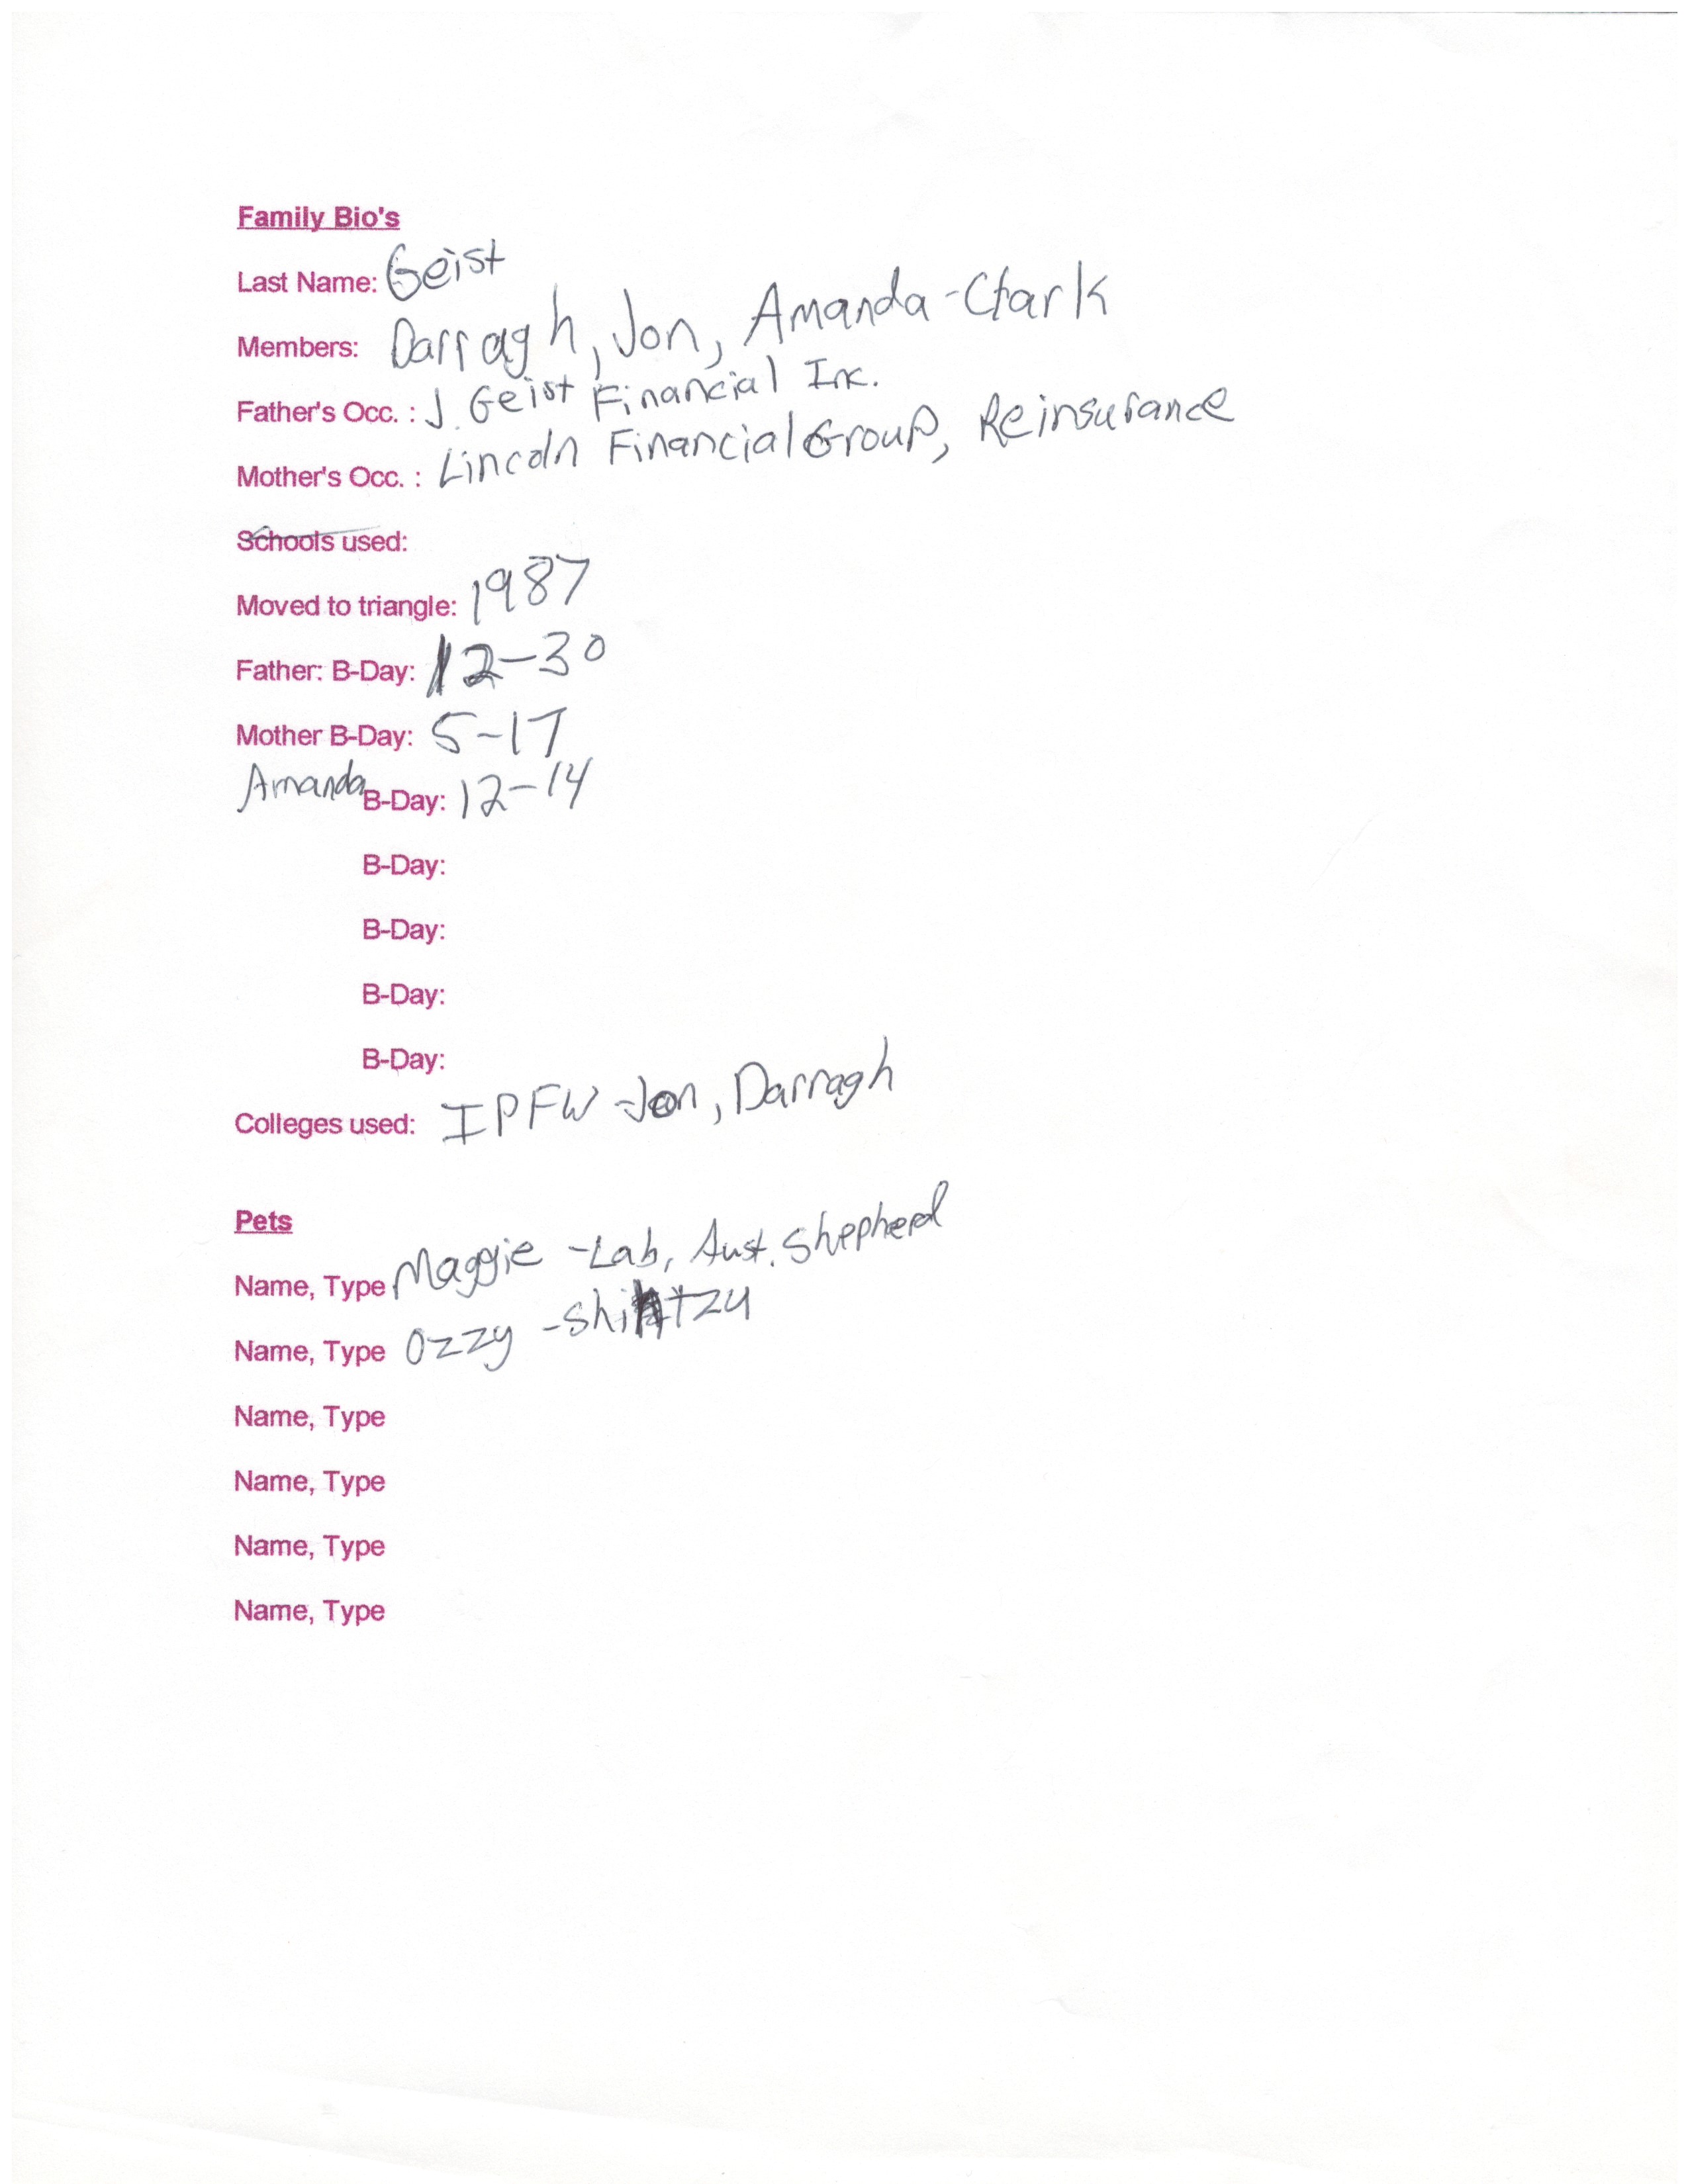 Family Bio's
Last Name: Geist
Members: Darragh, Jon, Amanda-Clark
Father's Occ. : J. Geist Financial Inc.
Mother's Occ. : Lincoln Financial Group, Reinsurance
Schools used:
Moved to triangle: 1987
Father: B-Day: 12-30
Mother B-Day: 5-17
Amanda B-Day: 12-14
B-Day:
B-Day:
B-Day:
B-Day:
Colleges used: IPFW-Jon, Darragh
Pets
Name, Type Maggie -Lab, Aust. Shepherd
Name, Type Ozzy -Shihtzu
Name, Type
Name, Type
Name, Type
Name, Type